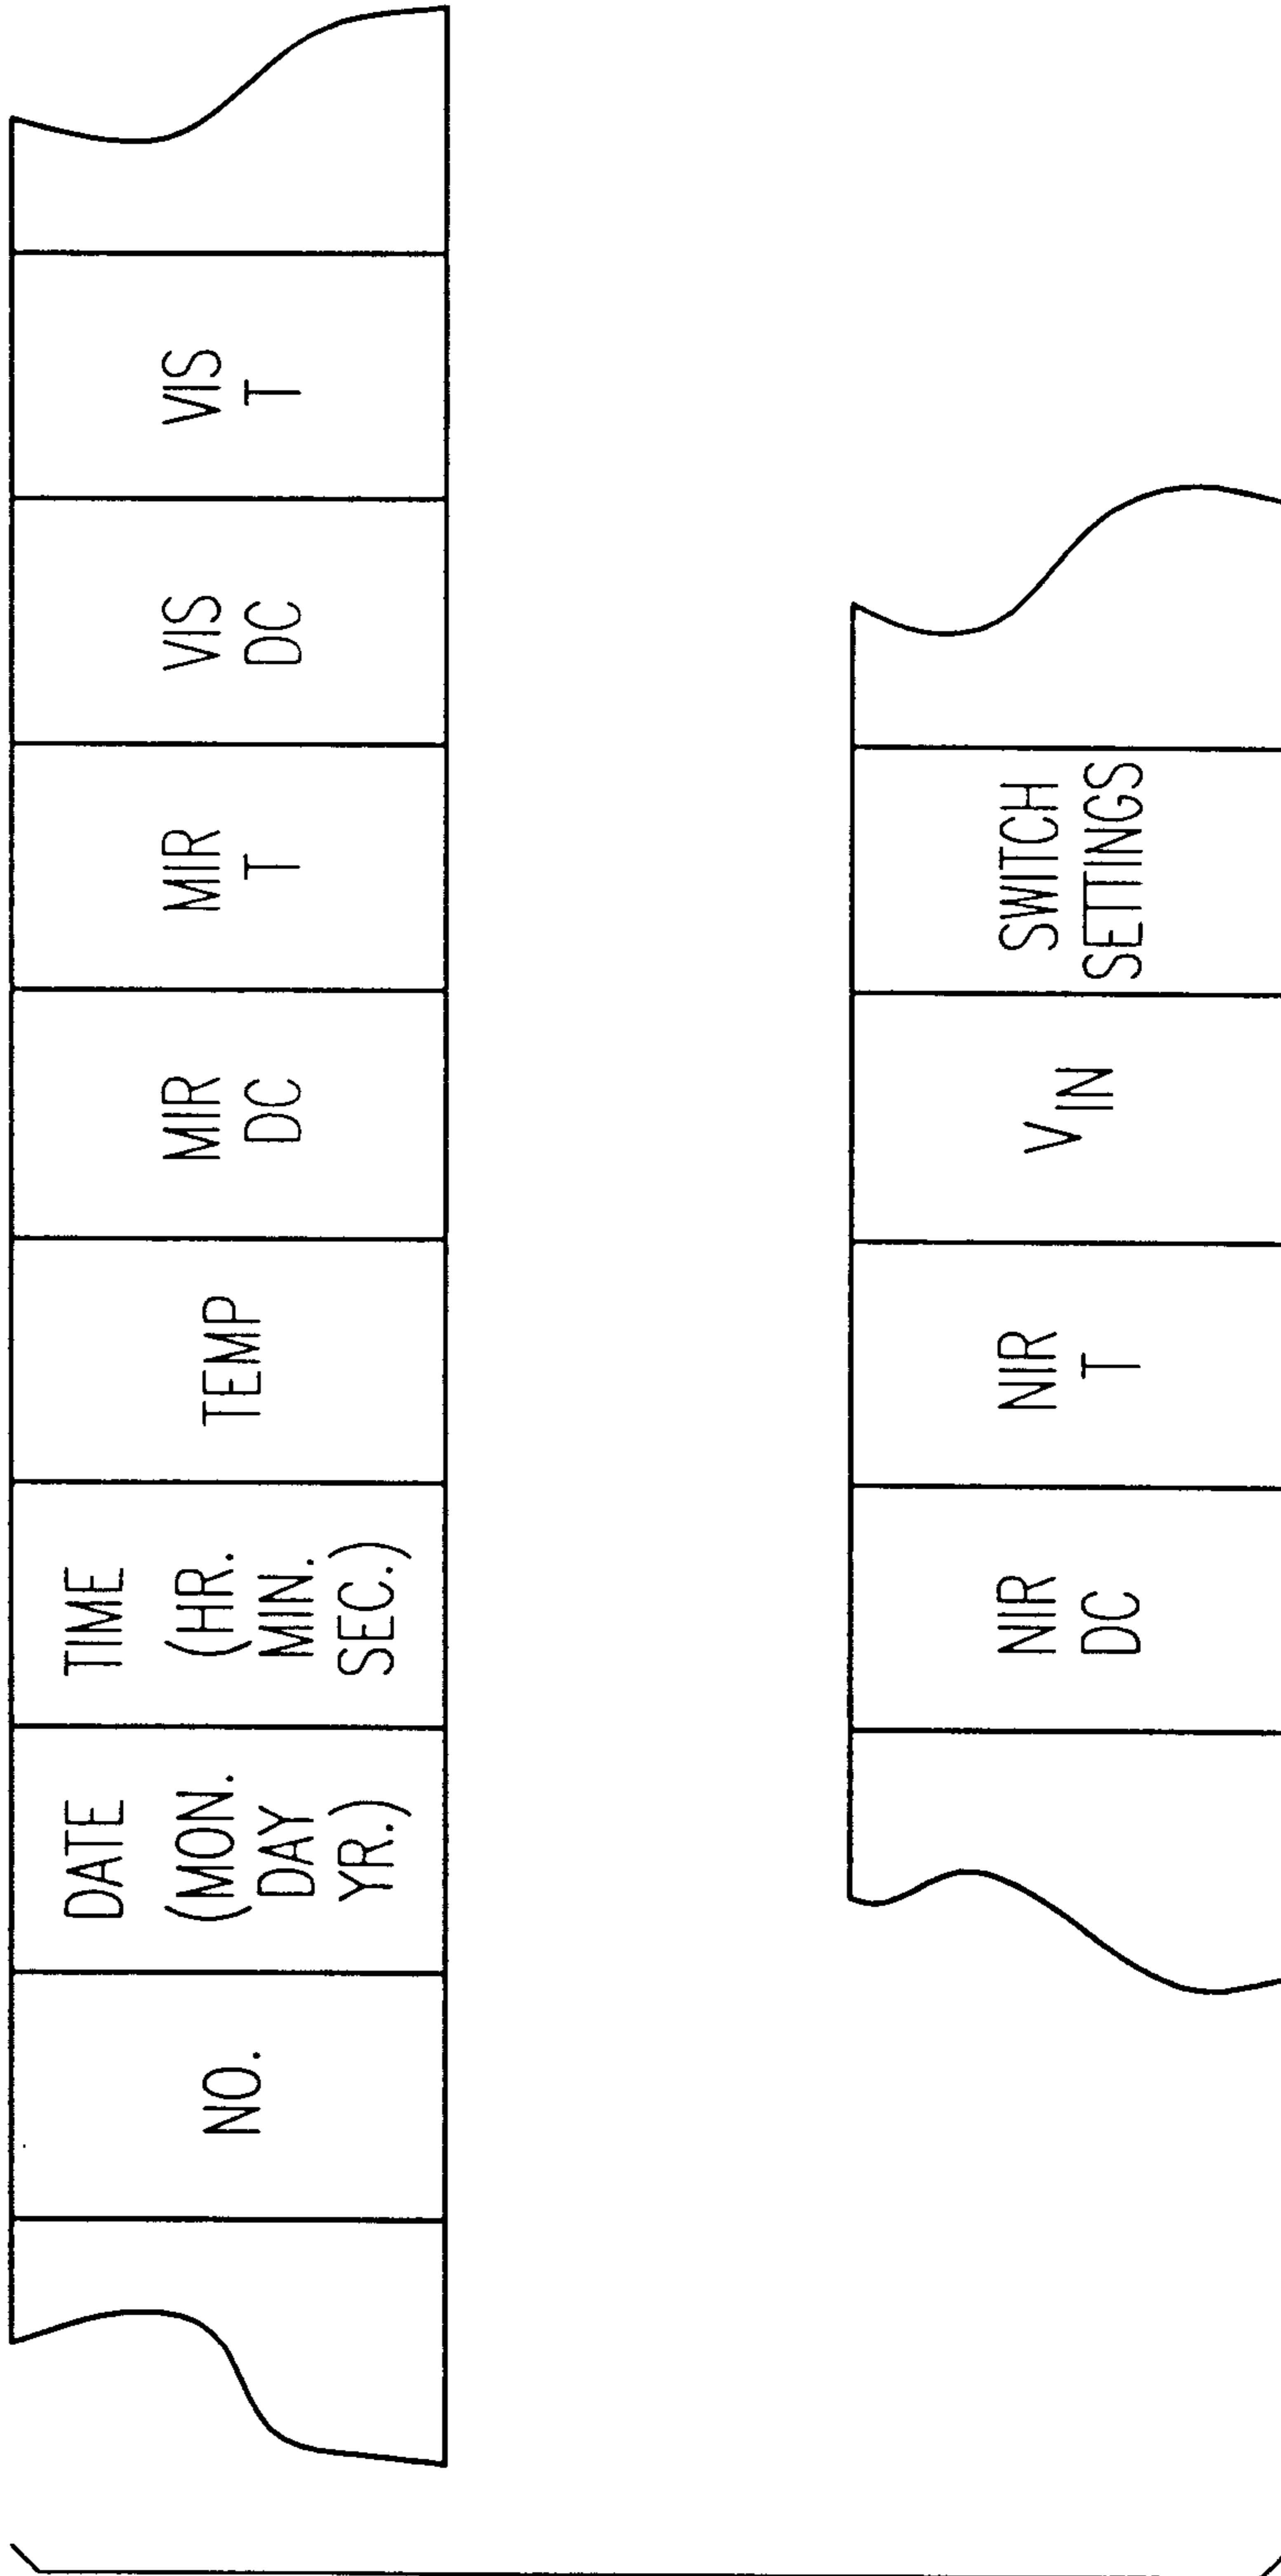 NO.
DATE
(MON.
DAY
YR.)
TIME
(HR.
MIN.
SEC.)
TEMP
MIR
DC
MIR
T
VIS
DC
VIS
T
NIR
DC
NIR
T
VIN
SWITCH
SETTINGS